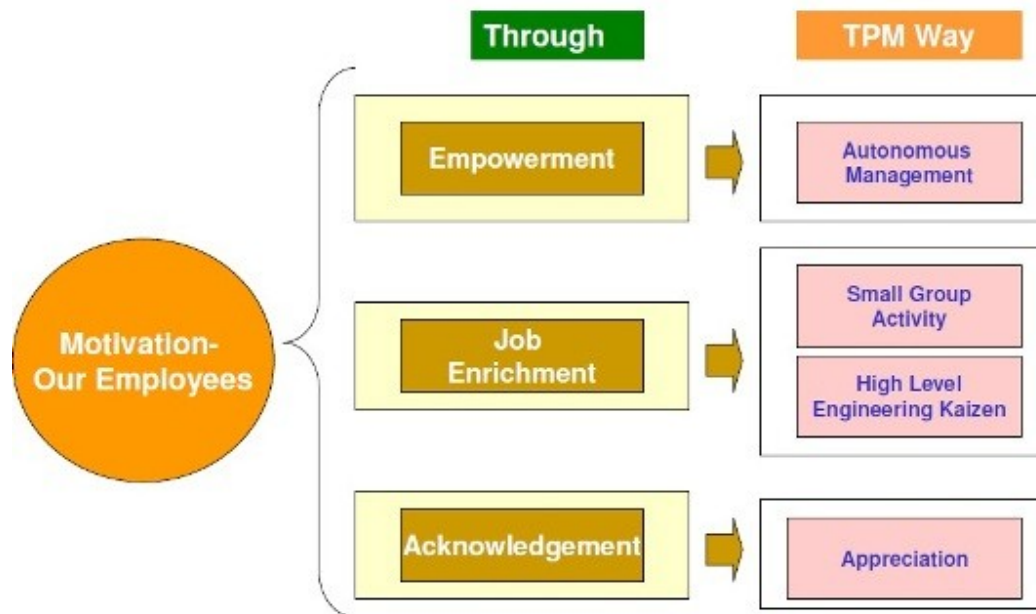 Through
TPM Way
Motivation-
Our Employees
Empowerment
Autonomous
Management
Job
Enrichment
Small Group
Activity
High Level
Engineering Kaizen
Acknowledgement
Appreciation